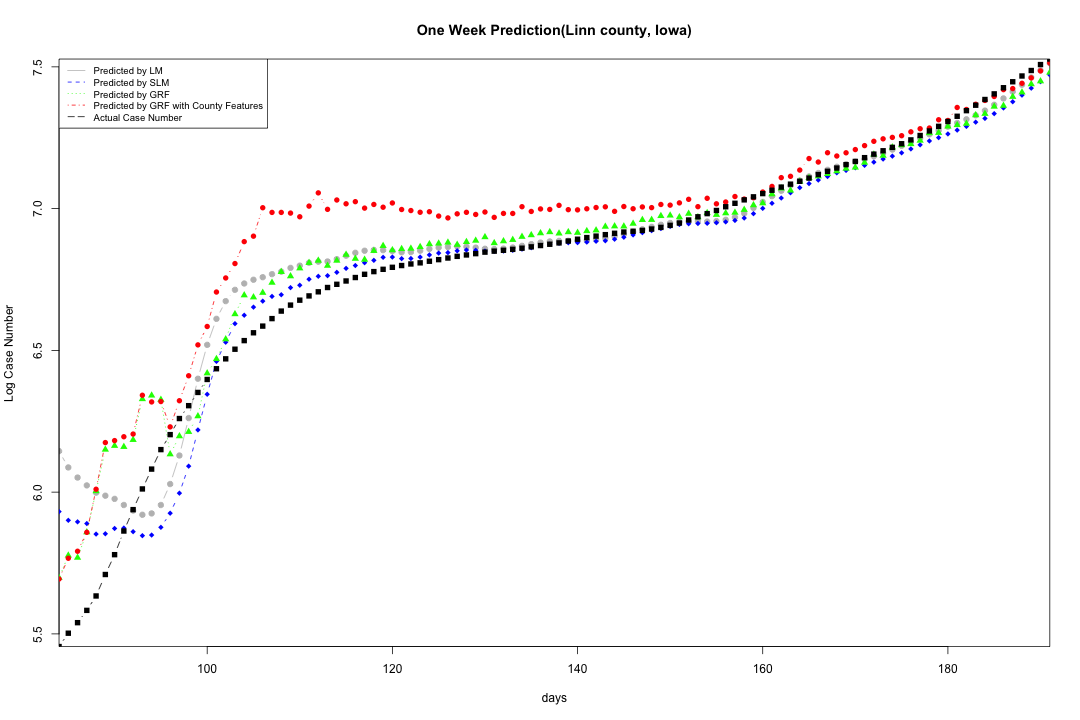 One Week Prediction(Linn county, Iowa)
Predicted by LM
Predicted by SLM
Predicted by GRF
Predicted by GRF with County Features
Actual Case Number
7.5
7.0
6.5
6.0
5.5
Log Case Number
100 120 140 160 180
days